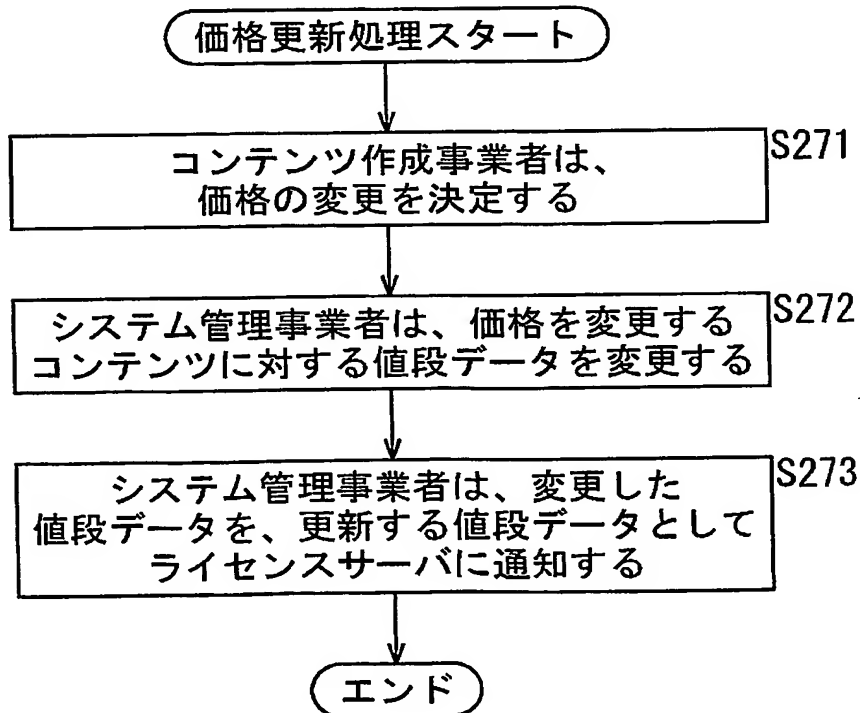 価格更新処理スタート
S271
コンテンツ作成事業者は、
価格の変更を決定する
S272
システム管理事業者は、価格を変更する
コンテンツに対する値段データを変更する
S273
システム管理事業者は、変更した
値段データを、更新する値段データとして
ライセンスサーバに通知する
エンド